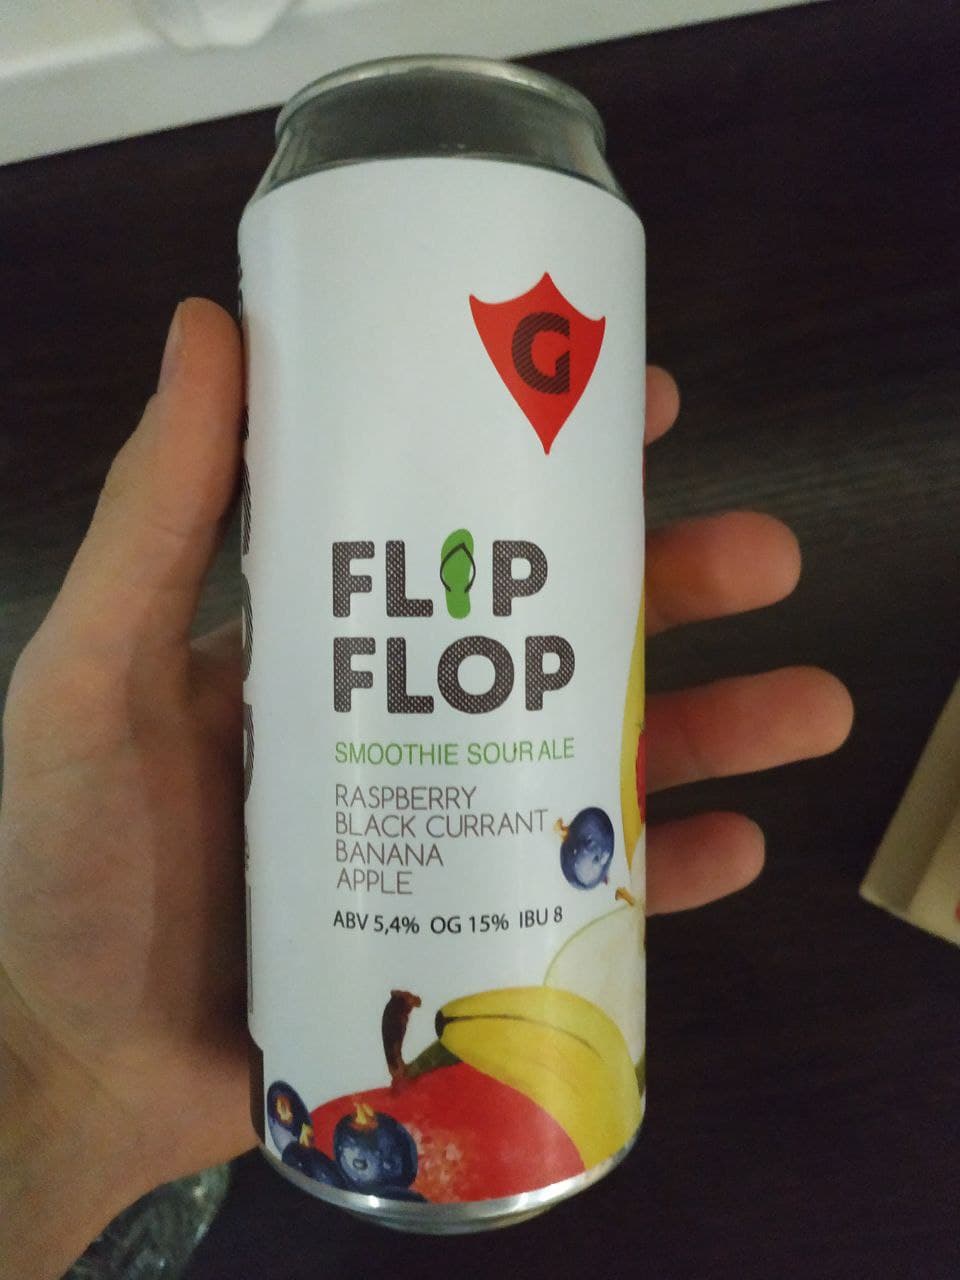 G
FLIP
FLOP
SMOOTHIE SOUR ALE
RASPBERRY
BLACK CURRANT
BANANA
APPLE
ABV 5,4% OG 15% IBU 8